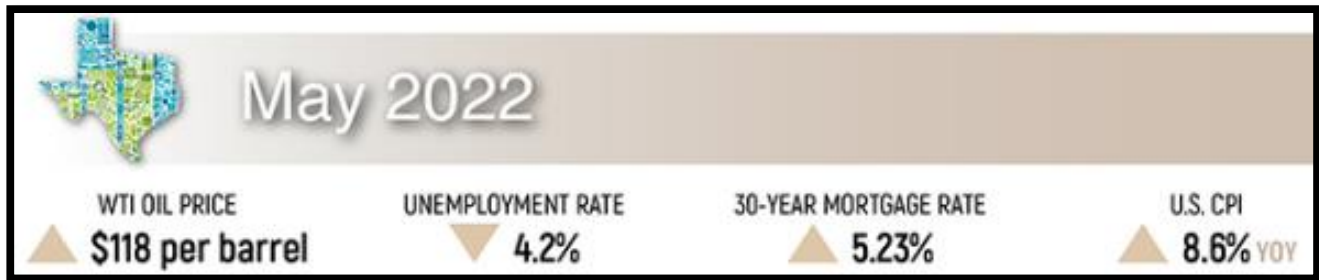 May 2022
WTI OIL PRICE
$118 per barrel
UNEMPLOYMENT RATE
4.2%
30-YEAR MORTGAGE RATE
5.23%
U.S. CPI
8.6% YOY